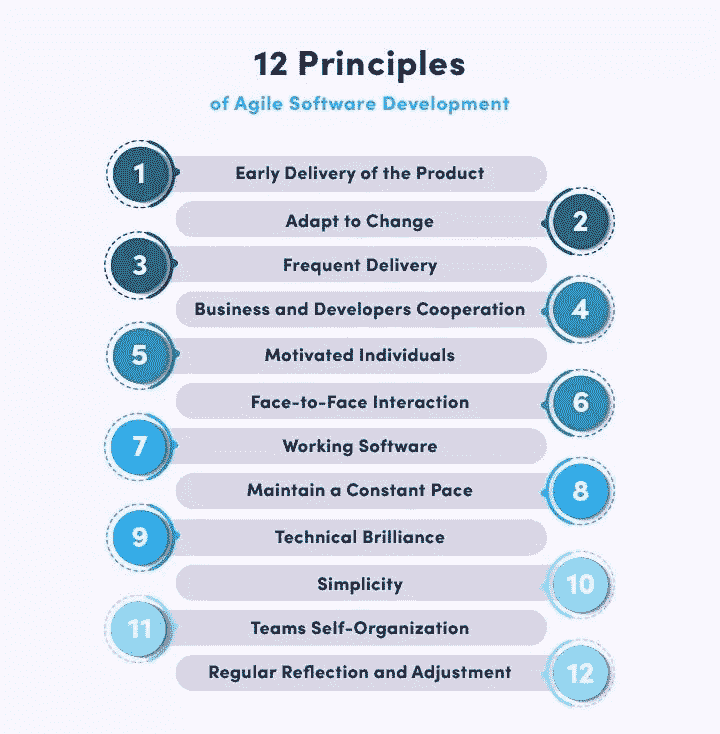 12 Principles
of Agile Software Development
1 Early Delivery of the Product
Adapt to Change 2
3 Frequent Delivery
Business and Developers Cooperation 4
5 Motivated Individuals
Face-to-Face Interaction 6
7 Working Software
Maintain a Constant Pace 8
9 Technical Brilliance
Simplicity 10
11 Teams Self-Organization
Regular Reflection and Adjustment 12